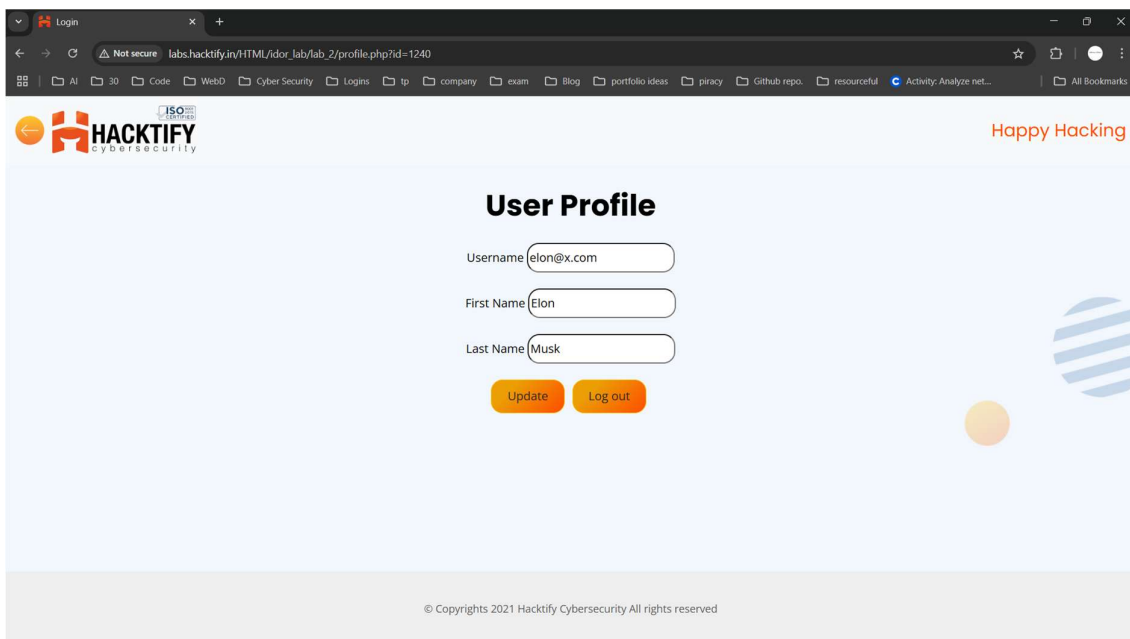 Login
Not secure labs.hacktify.in/HTML/idor_lab/lab_2/profile.php?id=1240
AI 30 Code WebD Cyber Security Logins tp company exam Blog portfolio ideas piracy Github repo. resourceful C Activity: Analyze net... All Bookmarks
ISO
CERTIFIED
HACKTIFY
cybersecurity
Happy Hacking
User Profile
Username elon@x.com
First Name Elon
Last Name Musk
Update Log out
© Copyrights 2021 Hacktify Cybersecurity All rights reserved